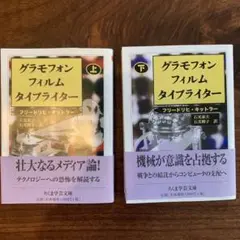 グラモフォン
フィルム
タイプライター
上
フリードリヒ・キットラー
壮大なるメディア論!
テクノロジーへの恐怖を解読する
ちくま学芸文庫
グラモフォン
フィルム
タイプライター
下
フリードリヒ・キットラー
機械が意識を占拠する
戦争との結託からコンピュータの支配まで
ちくま学芸文庫